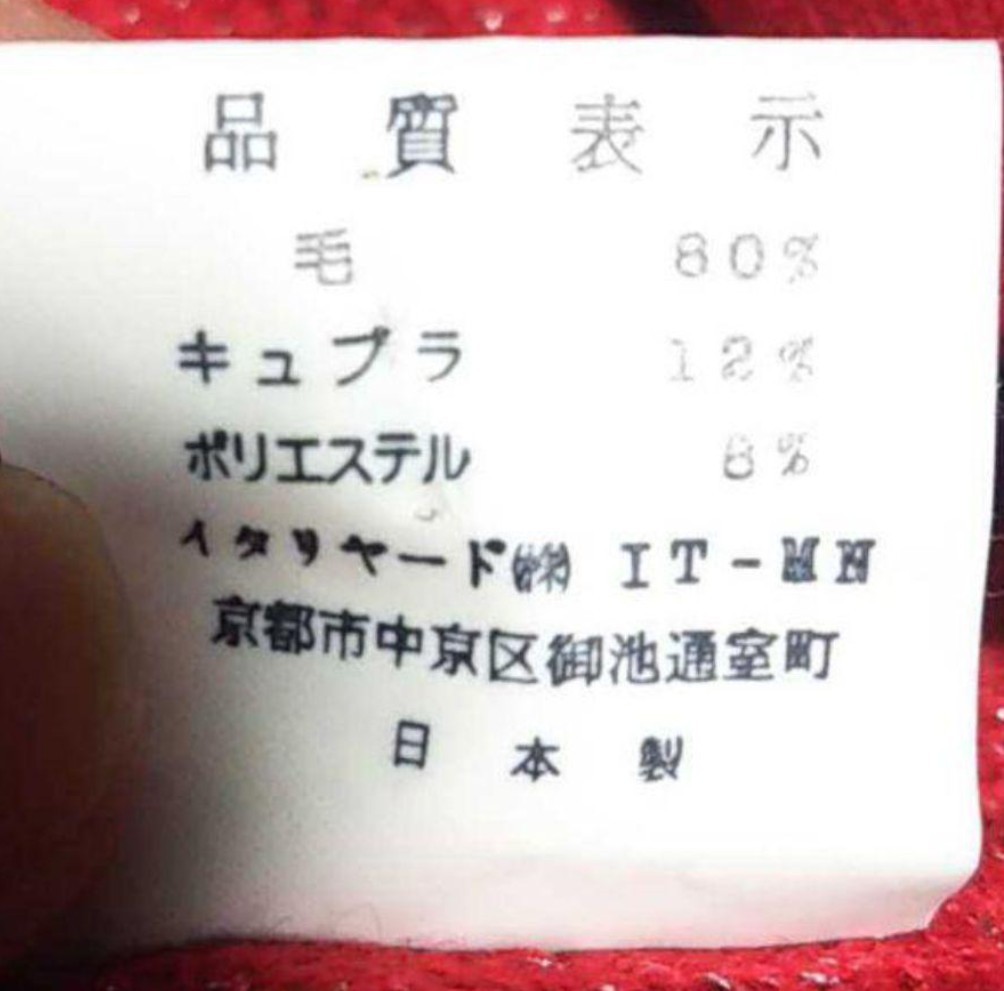 品質表示
毛 80%
キュプラ 12%
ポリエステル 8%
イタリヤード㈱ IT-MN
京都市中京区御池通室町
日本製